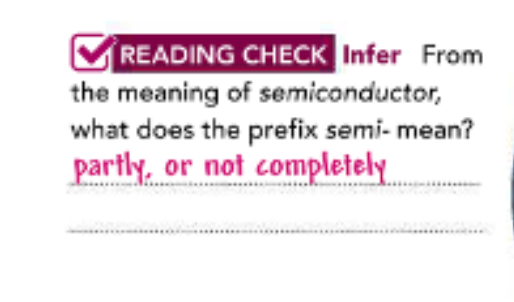 READING CHECK Infer From
the meaning of semiconductor,
what does the prefix semi- mean?
partly, or not completely